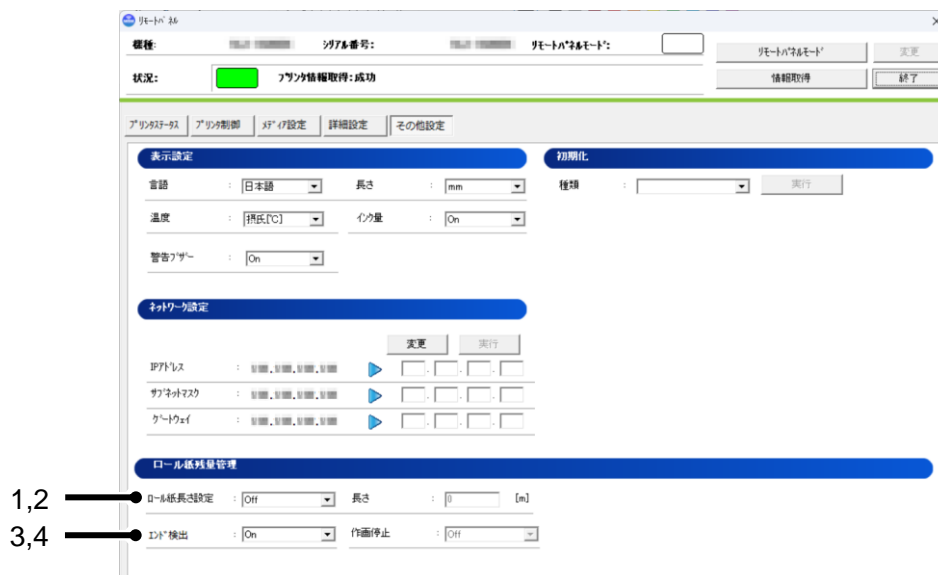 ﾘﾓｰﾄﾊﾟﾈﾙ
機種: ｼﾘｱﾙ番号: ﾘﾓｰﾄﾊﾟﾈﾙﾓｰﾄﾞ: ﾘﾓｰﾄﾊﾟﾈﾙﾓｰﾄﾞ 変更
状況: ﾌﾟﾘﾝﾀ情報取得:成功 情報取得 終了
ﾌﾟﾘﾝﾀｽﾃｰﾀｽ ﾌﾟﾘﾝﾀ制御 ﾒﾃﾞｨｱ設定 詳細設定 その他設定
表示設定 初期化
言語 : 日本語 長さ : mm 種類 : 実行
温度 : 摂氏[℃] ｲﾝｸ量 : On
警告ﾌﾞｻﾞｰ : On
ﾈｯﾄﾜｰｸ設定
変更 実行
IPｱﾄﾞﾚｽ :
ｻﾌﾞﾈｯﾄﾏｽｸ :
ｹﾞｰﾄｳｪｲ :
ロール紙残量管理
1,2 ﾛｰﾙ紙長さ設定 : Off 長さ : 0 [m]
3,4 ｴﾝﾄﾞ検出 : On 作画停止 : Off